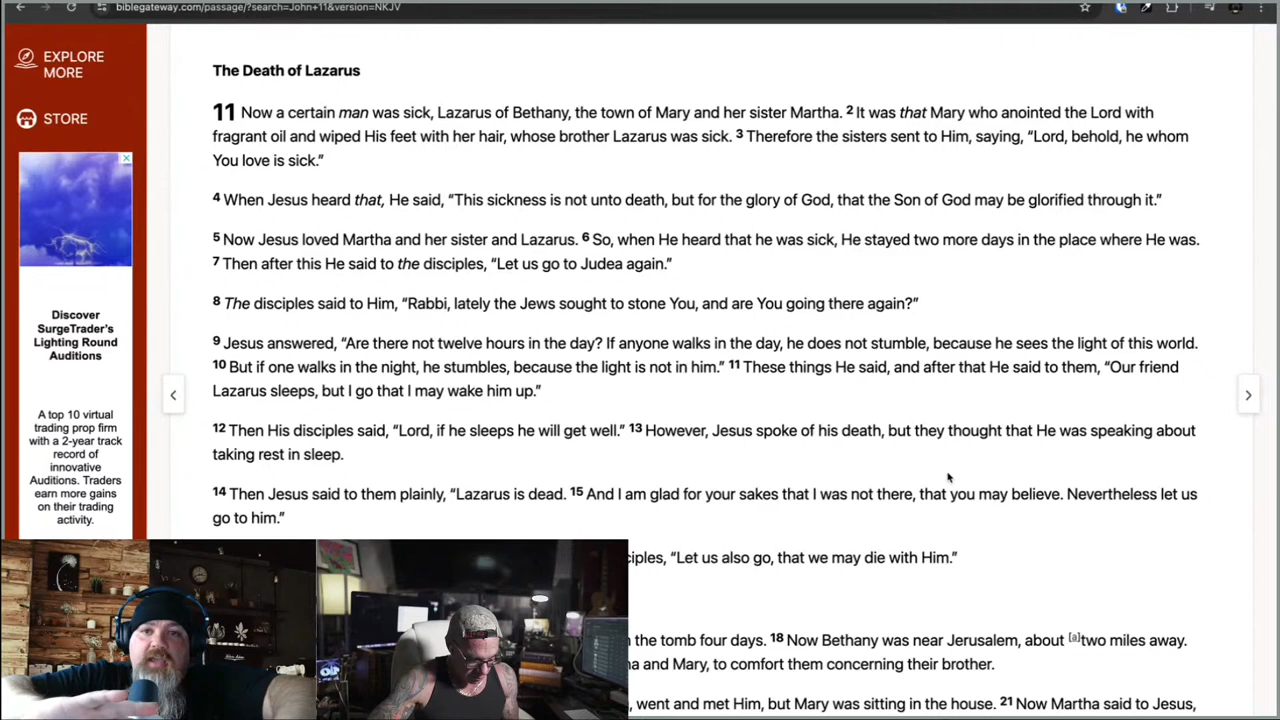 biblegateway.com/passage/?search=John+11&version=NKJV
EXPLORE
MORE
STORE
Discover
SurgeTrader's
Lighting Round
Auditions
A top 10 virtual
trading prop firm
with a 2-year track
record of
innovative
Auditions. Traders
earn more gains
on their trading
activity.
The Death of Lazarus
11 Now a certain man was sick, Lazarus of Bethany, the town of Mary and her sister Martha. 2 It was that Mary who anointed the Lord with
fragrant oil and wiped His feet with her hair, whose brother Lazarus was sick. 3 Therefore the sisters sent to Him, saying, “Lord, behold, he whom
You love is sick.”
4 When Jesus heard that, He said, “This sickness is not unto death, but for the glory of God, that the Son of God may be glorified through it.”
5 Now Jesus loved Martha and her sister and Lazarus. 6 So, when He heard that he was sick, He stayed two more days in the place where He was.
7 Then after this He said to the disciples, “Let us go to Judea again.”
8 The disciples said to Him, “Rabbi, lately the Jews sought to stone You, and are You going there again?”
9 Jesus answered, “Are there not twelve hours in the day? If anyone walks in the day, he does not stumble, because he sees the light of this world.
10 But if one walks in the night, he stumbles, because the light is not in him.” 11 These things He said, and after that He said to them, “Our friend
Lazarus sleeps, but I go that I may wake him up.”
12 Then His disciples said, “Lord, if he sleeps he will get well.” 13 However, Jesus spoke of his death, but they thought that He was speaking about
taking rest in sleep.
14 Then Jesus said to them plainly, “Lazarus is dead. 15 And I am glad for your sakes that I was not there, that you may believe. Nevertheless let us
go to him.”
ciples, “Let us also go, that we may die with Him.”
the tomb four days. 18 Now Bethany was near Jerusalem, about [a]two miles away.
and Mary, to comfort them concerning their brother.
, went and met Him, but Mary was sitting in the house. 21 Now Martha said to Jesus,